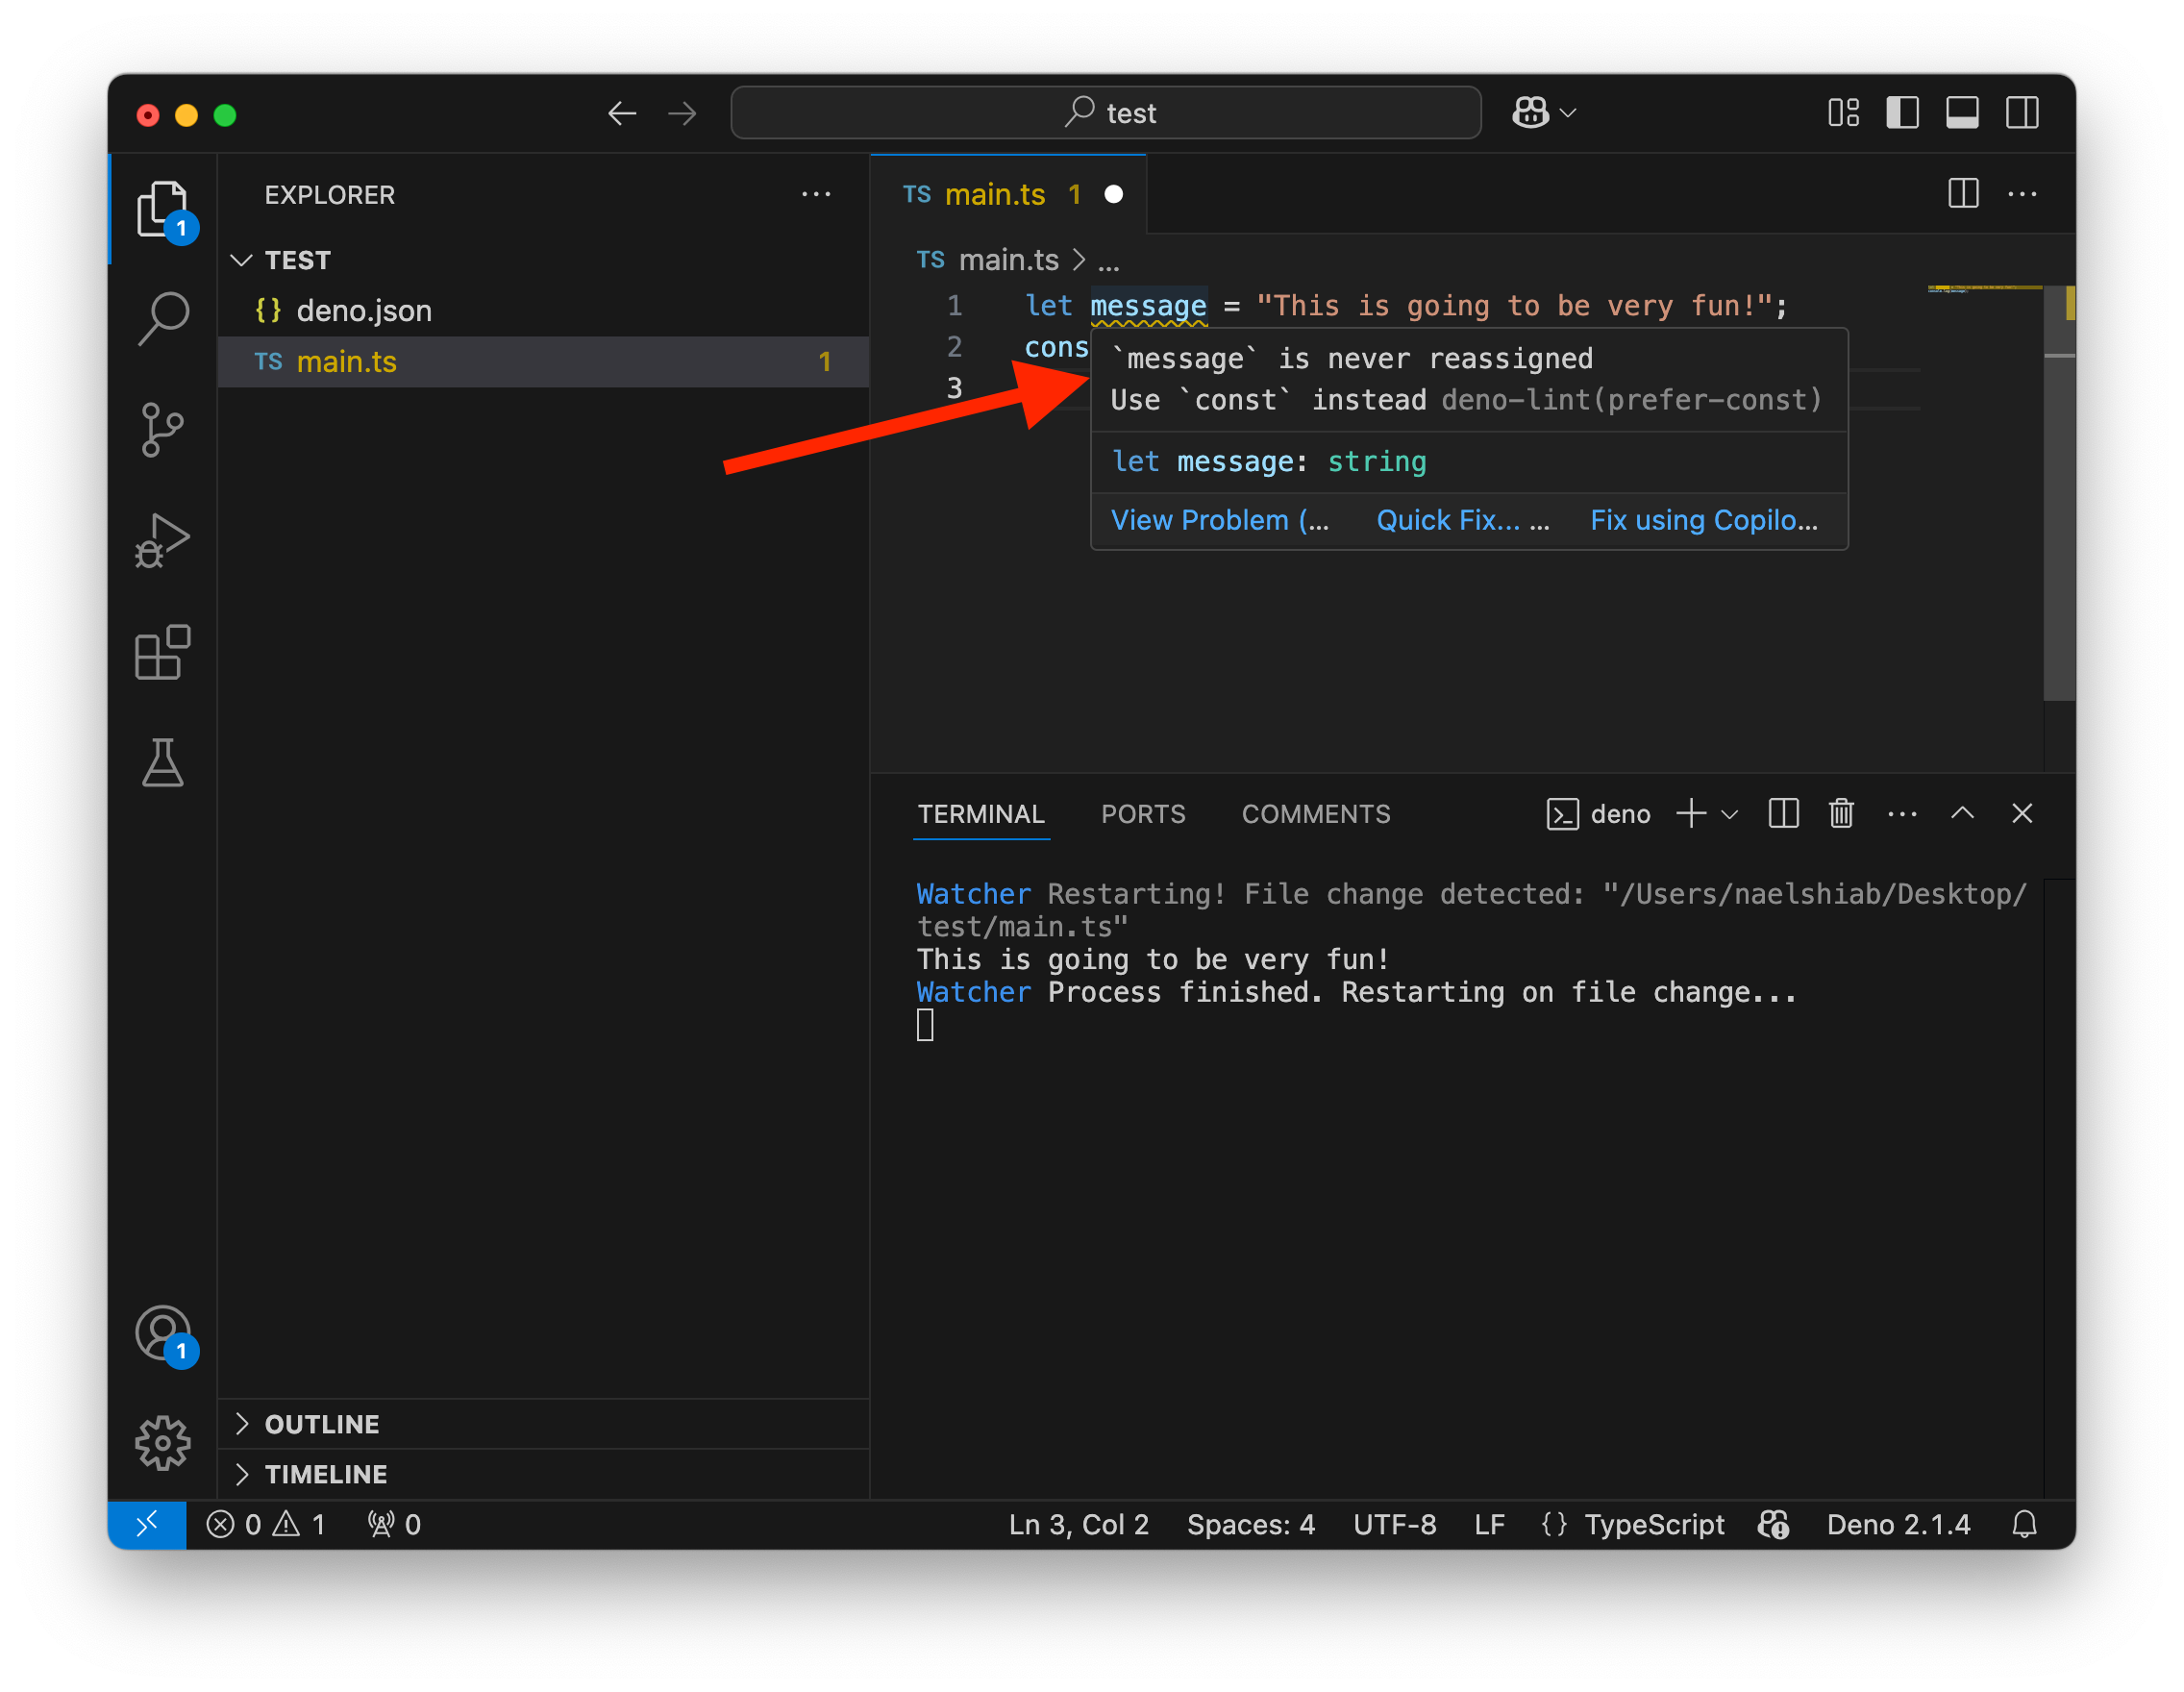 test
EXPLORER
1
TEST
{} deno.json
TS main.ts 1
TS main.ts 1
TS main.ts > ...
1 let message = "This is going to be very fun!";
2 cons
3
`message` is never reassigned
Use `const` instead deno-lint(prefer-const)
let message: string
View Problem (... Quick Fix... ... Fix using Copilo...
TERMINAL PORTS COMMENTS deno
Watcher Restarting! File change detected: "/Users/naelshiab/Desktop/
test/main.ts"
This is going to be very fun!
Watcher Process finished. Restarting on file change...
1
OUTLINE
TIMELINE
0 1 0 Ln 3, Col 2 Spaces: 4 UTF-8 LF {} TypeScript Deno 2.1.4